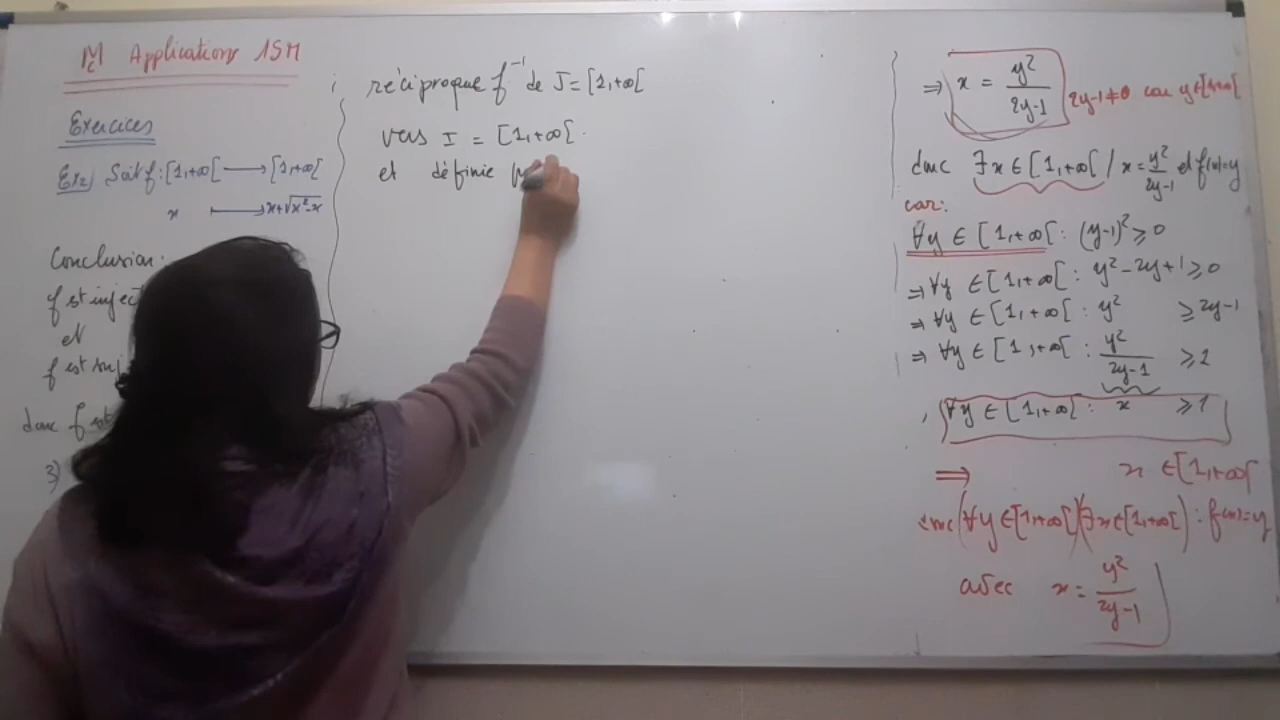 Mc Applications 1SM
Exercices
Ex2) Soit f: [1,+∞[ ⟶ [1,+∞[
x ⟼ x+√x²-x
Conclusion:
f est
et
f est
donc f
3)
réciproque f⁻¹ de J = [1,+∞[
vers I = [1,+∞[.
et définie
⇒ x = y²/2y-1 2y-1≠0 car y∈[1,+∞[
donc ∃x ∈ [1,+∞[ / x = y²/2y-1 et f(x)=y
car:
∀y ∈ [1,+∞[ : (y-1)² ≥ 0
⇒ ∀y ∈ [1,+∞[ : y²-2y+1 ≥ 0
⇒ ∀y ∈ [1,+∞[ : y² ≥ 2y-1
⇒ ∀y ∈ [1,+∞[ : y²/2y-1 ≥ 1
, ∀y ∈ [1,+∞[ : x ≥ 1
⇒ x ∈ [1,+∞[
donc (∀y ∈ [1,+∞[)(∃x ∈ [1,+∞[) : f(x)=y
avec x = y²/2y-1